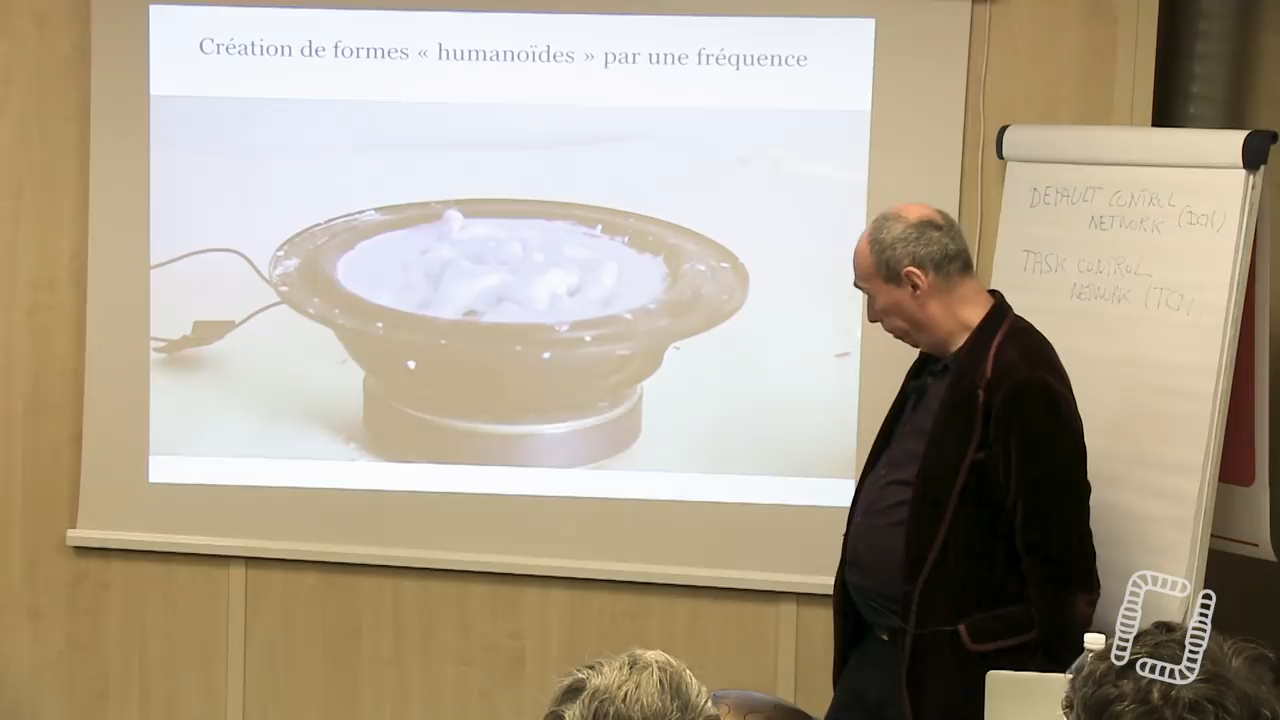 Création de formes « humanoïdes » par une fréquence
DEFAULT CONTROL
NETWORK (DCN)
TASK CONTROL
NETWORK (TCN)